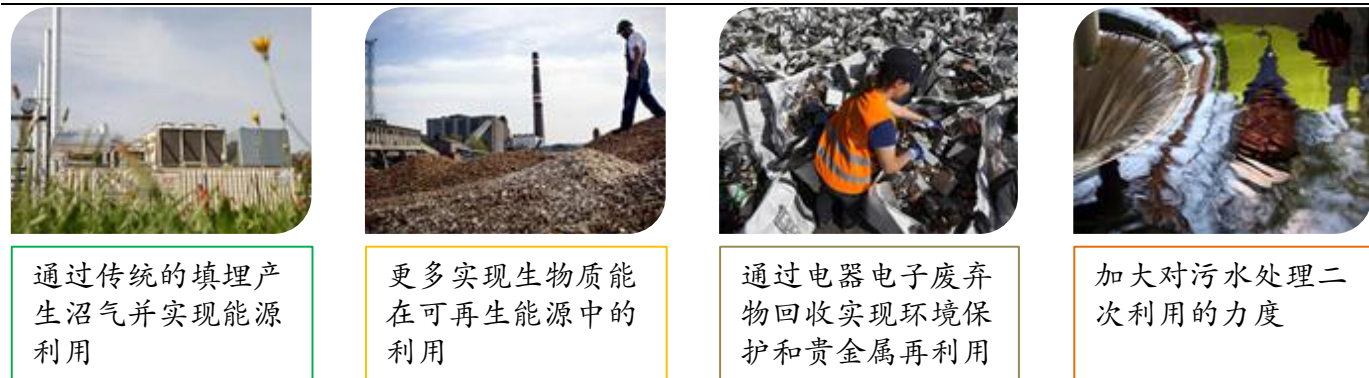 通过传统的填埋产
生沼气并实现能源
利用
更多实现生物质能
在可再生能源中的
利用
通过电器电子废弃
物回收实现环境保
护和贵金属再利用
加大对污水处理二
次利用的力度